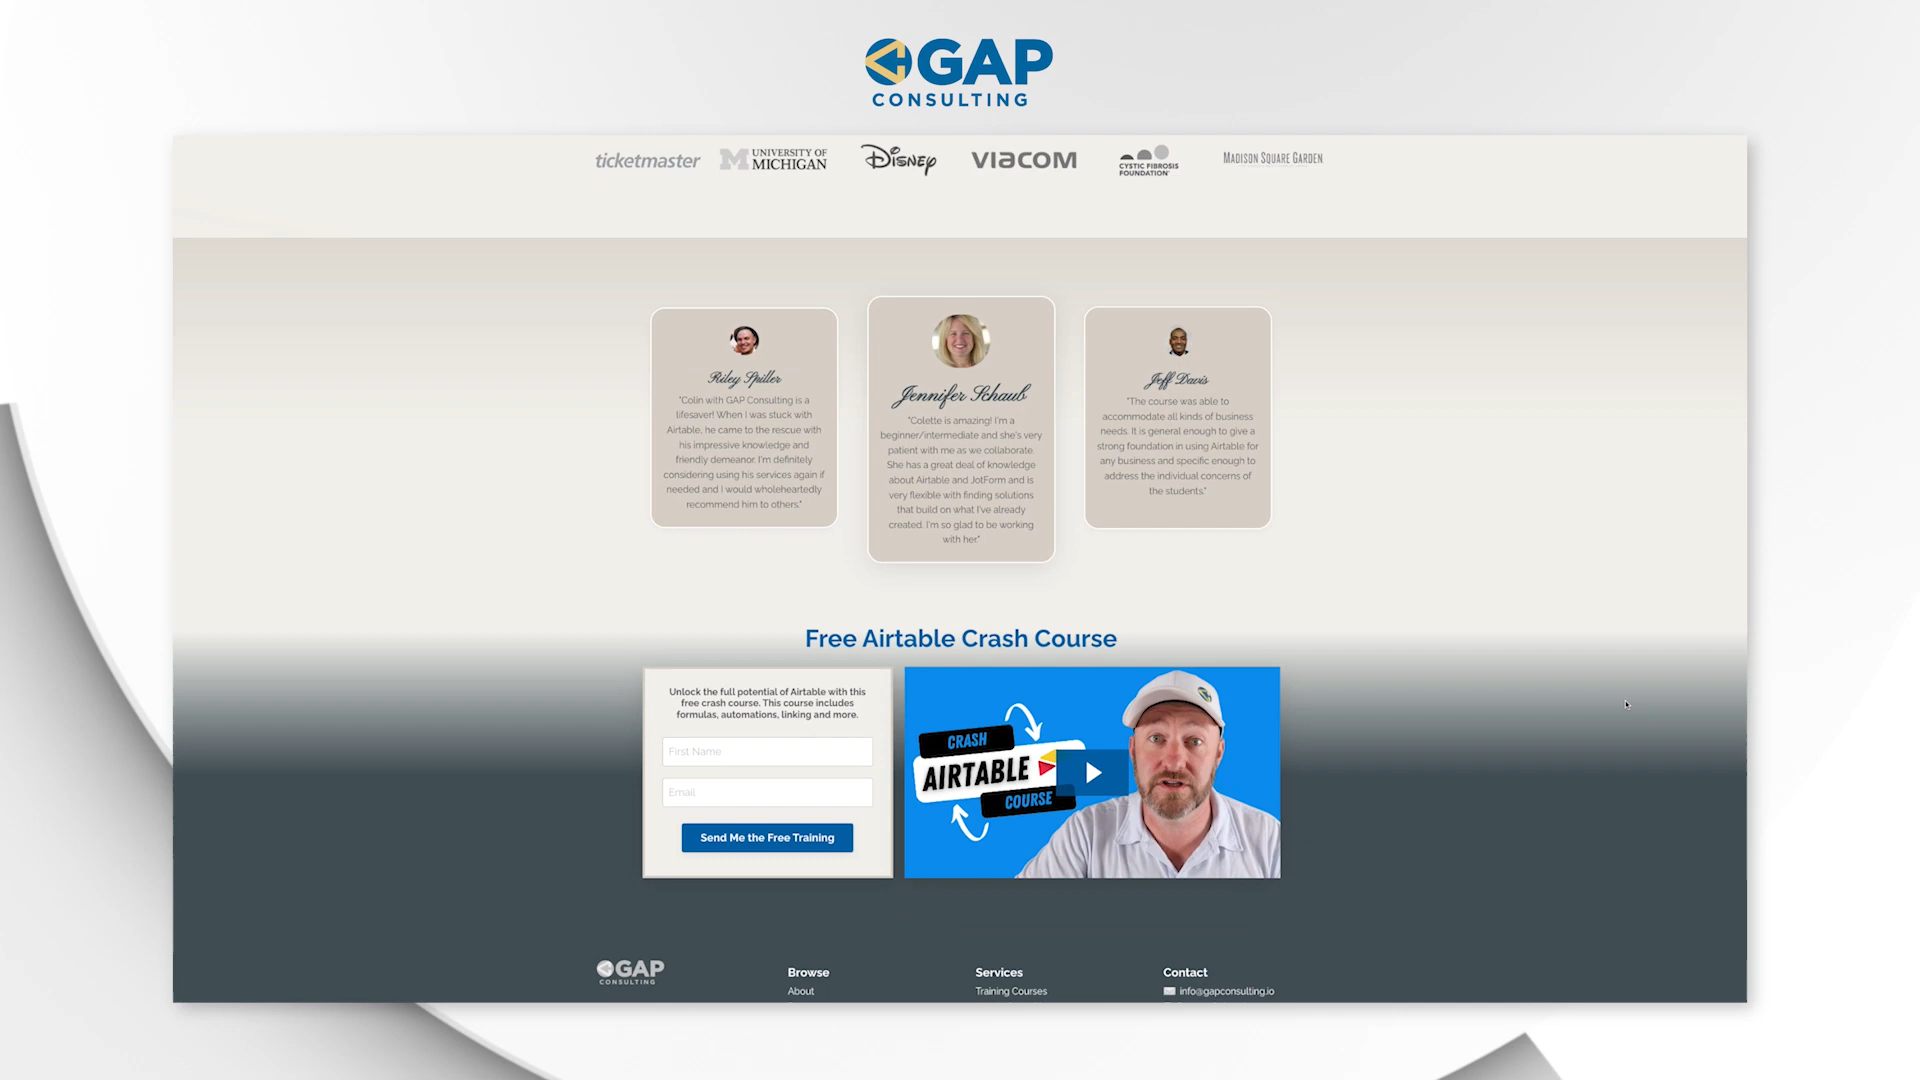 GAP
CONSULTING
ticketmaster
UNIVERSITY OF
MICHIGAN
Disney
VIACOM
CYSTIC FIBROSIS
FOUNDATION
MADISON SQUARE GARDEN
Riley Spiller
"Colin with GAP Consulting is a
lifesaver! When I was stuck with
Airtable, he came to the rescue with
his impressive knowledge and
friendly demeanor. I'm definitely
considering using his services again if
needed and I would wholeheartedly
recommend him to others."
Jennifer Schaub
"Colette is amazing! I'm a
beginner/intermediate and she's very
patient with me as we collaborate.
She has a great deal of knowledge
about Airtable and JotForm and is
very flexible with finding solutions
that build on what I've already
created. I'm so glad to be working
with her."
Jeff Davis
"The course was able to
accommodate all kinds of business
needs. It is general enough to give a
strong foundation in using Airtable for
any business and specific enough to
address the individual concerns of
the students."
Free Airtable Crash Course
Unlock the full potential of Airtable with this
free crash course. This course includes
formulas, automations, linking and more.
First Name
Email
Send Me the Free Training
CRASH
AIRTABLE
COURSE
GAP
CONSULTING
Browse
About
Services
Training Courses
Contact
info@gapconsulting.io